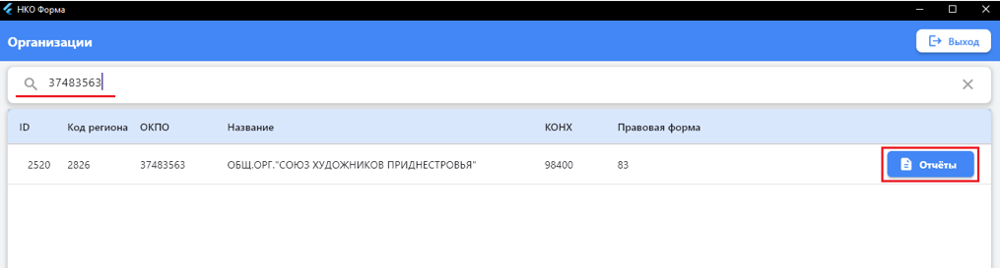 НКО Форма
Организации
Выход
37483563
ID Код региона ОКПО Название КОНХ Правовая форма
2520 2826 37483563 ОБЩ.ОРГ."СОЮЗ ХУДОЖНИКОВ ПРИДНЕСТРОВЬЯ" 98400 83 Отчёты